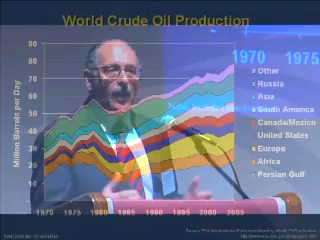 World Crude Oil Production
1970 1975
Million Barrels per Day
90
80
70
60
50
40
30
10
Other
Russia
Asia
South America
Canada/Mexico
United States
Europe
Africa
Persian Gulf
1970 1975 1980 1985 1990 1995 2000 2005